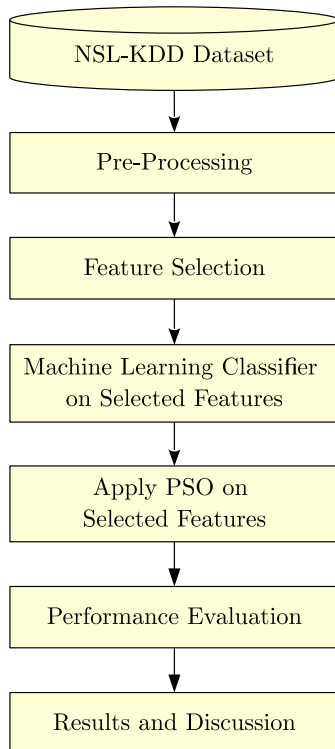 NSL-KDD Dataset
Pre-Processing
Feature Selection
Machine Learning Classifier
on Selected Features
Apply PSO on
Selected Features
Performance Evaluation
Results and Discussion